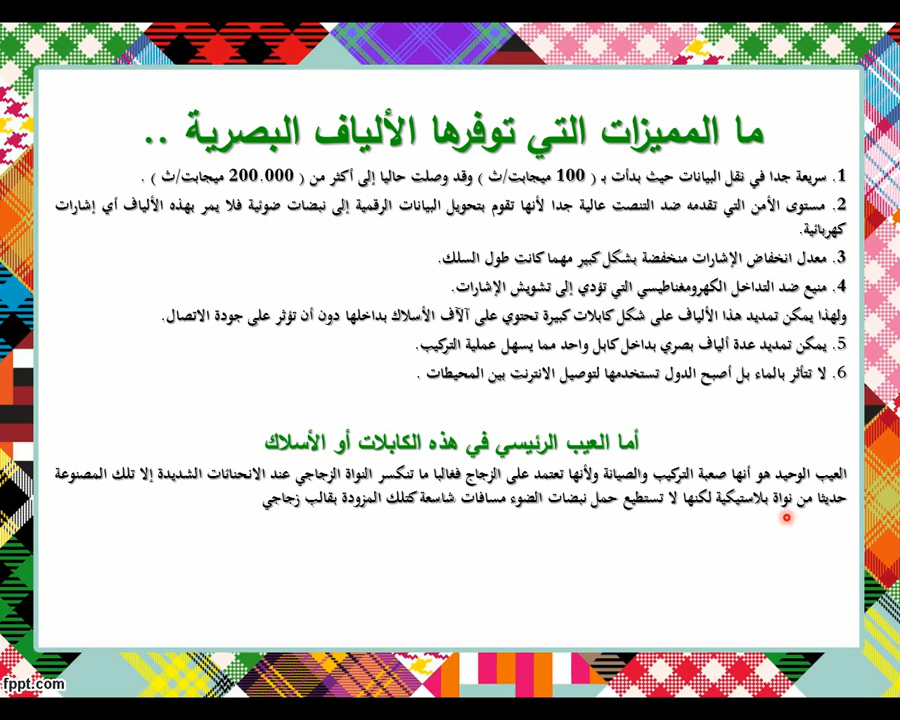 ما المميزات التي توفرها الألياف البصرية ..
1. سريعة جدا في نقل البيانات حيث بدأت بـ ( 100 ميجابت/ث ) وقد وصلت حاليا إلى أكثر من ( 200.000 ميجابت/ث ) .
2. مستوى الأمن التي تقدمه ضد التنصت عالية جدا لأنها تقوم بتحويل البيانات الرقمية إلى نبضات ضوئية فلا يمر بهذه الألياف أي إشارات
كهربائية.
3. معدل انخفاض الإشارات منخفضة بشكل كبير مهما كانت طول السلك.
4. منيع ضد التداخل الكهرومغناطيسي التي تؤدي إلى تشويش الإشارات.
ولهذا يمكن تمديد هذا الألياف على شكل كابلات كبيرة تحتوي على آلآف الأسلاك بداخلها دون أن تؤثر على جودة الاتصال.
5. يمكن تمديد عدة ألياف بصري بداخل كابل واحد مما يسهل عملية التركيب.
6. لا تتأثر بالماء بل أصبح الدول تستخدمها لتوصيل الانترنت بين المحيطات .
أما العيب الرئيسي في هذه الكابلات أو الأسلاك
العيب الوحيد هو أنها صعبة التركيب والصيانة ولأنها تعتمد على الزجاج فغالبا ما تنكسر النواة الزجاجي عند الانحنائات الشديدة إلا تلك المصنوعة
حديثا من نواة بلاستيكية لكنها لا تستطيع حمل نبضات الضوء مسافات شاسعة كتلك المزودة بقالب زجاجي
fppt.com